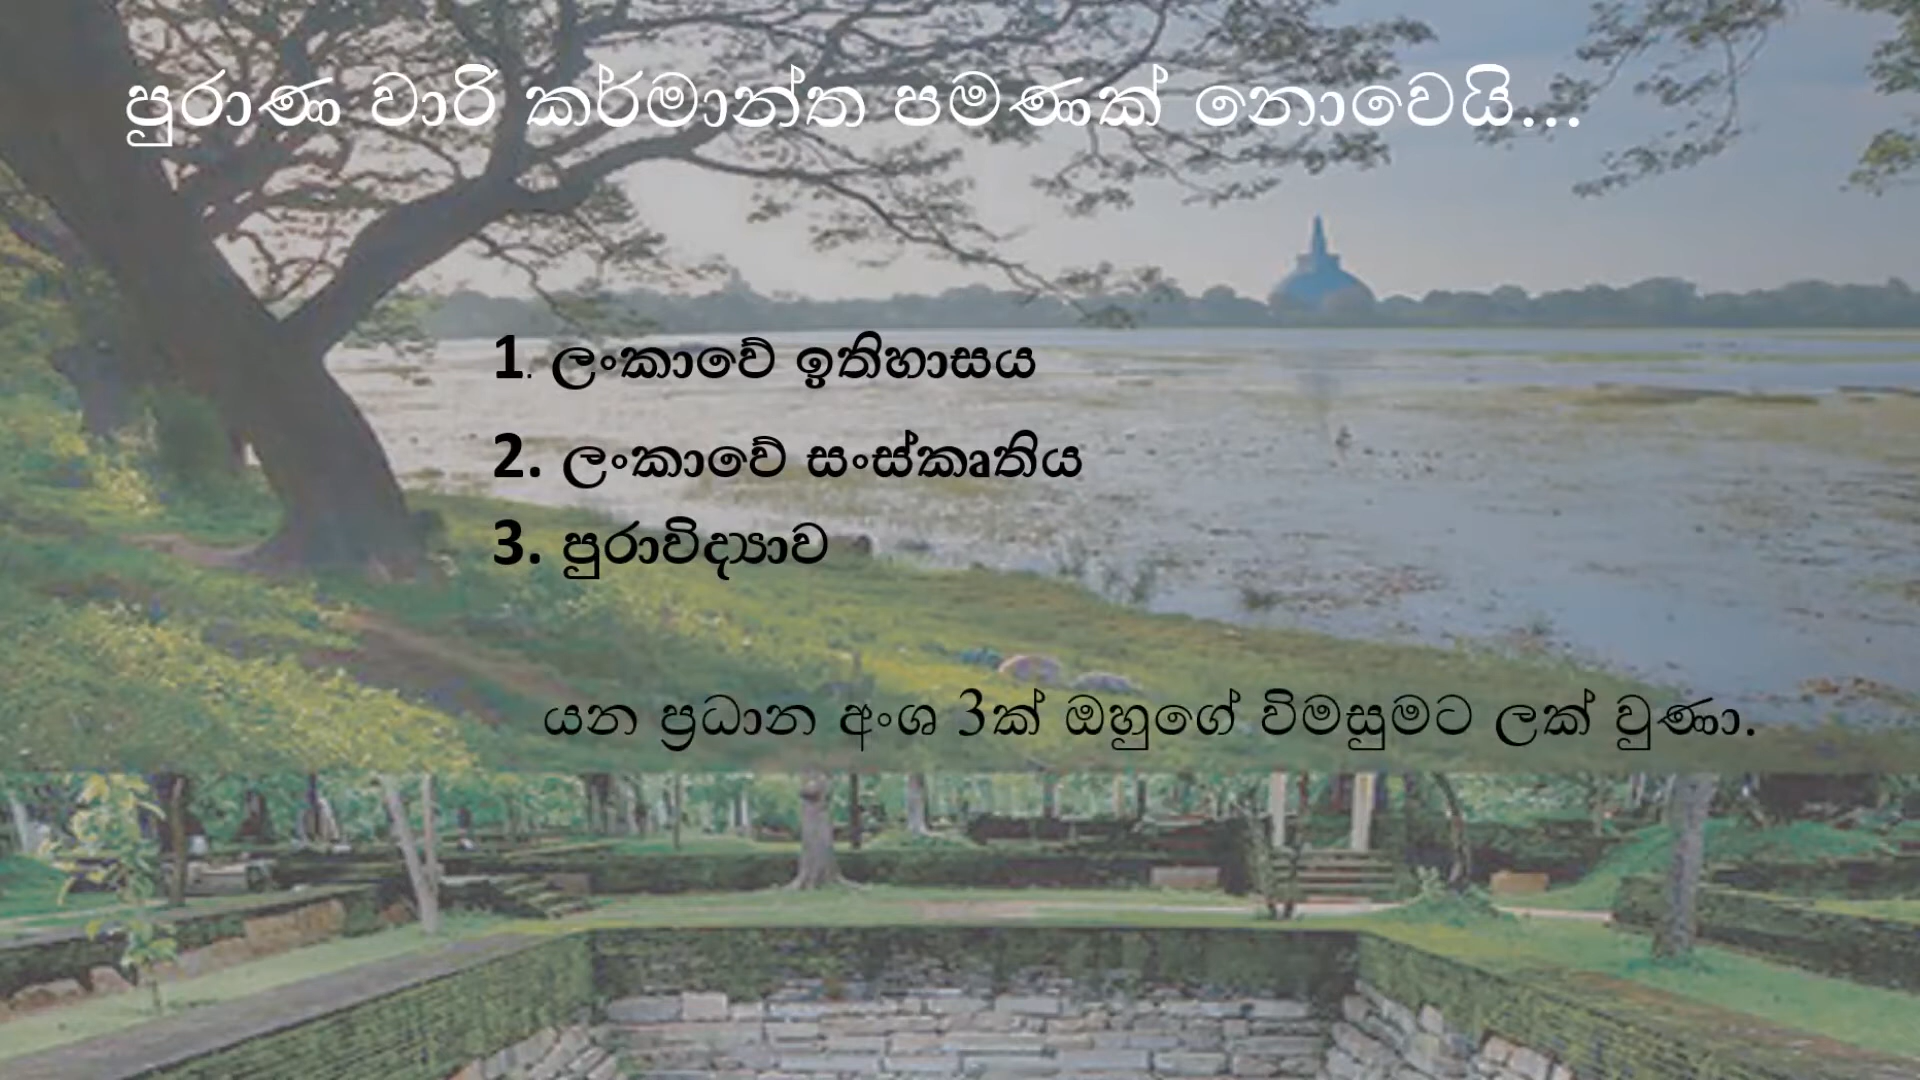 පුරාණ වාරි කර්මාන්ත පමණක් නොවෙයි...
1. ලංකාවේ ඉතිහාසය
2. ලංකාවේ සංස්කෘතිය
3. පුරාවිද්‍යාව
යන ප්‍රධාන අංශ 3ක් ඔහුගේ විමසුමට ලක් වුණා.